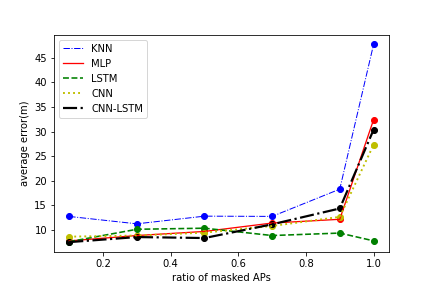 KNN
MLP
LSTM
CNN
CNN-LSTM
average error(m)
45
40
35
30
25
20
15
10
0.2 0.4 0.6 0.8 1.0
ratio of masked APs